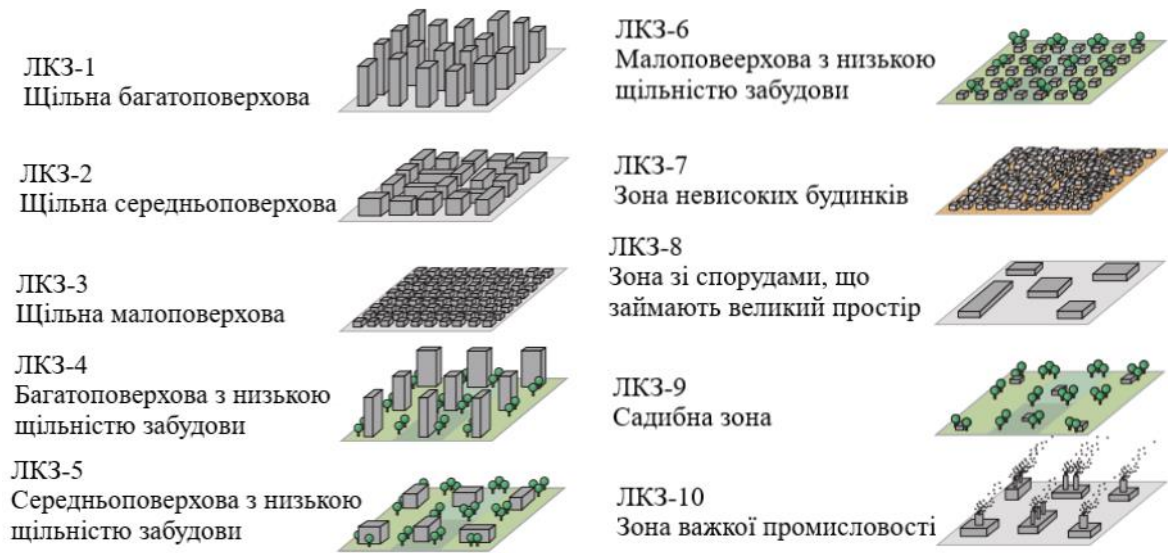 ЛКЗ-1
Щільна багатоповерхова
ЛКЗ-2
Щільна середньоповерхова
ЛКЗ-3
Щільна малоповерхова
ЛКЗ-4
Багатоповерхова з низькою
щільністю забудови
ЛКЗ-5
Середньоповерхова з низькою
щільністю забудови
ЛКЗ-6
Малоповеерхова з низькою
щільністю забудови
ЛКЗ-7
Зона невисоких будинків
ЛКЗ-8
Зона зі спорудами, що
займають великий простір
ЛКЗ-9
Садибна зона
ЛКЗ-10
Зона важкої промисловості